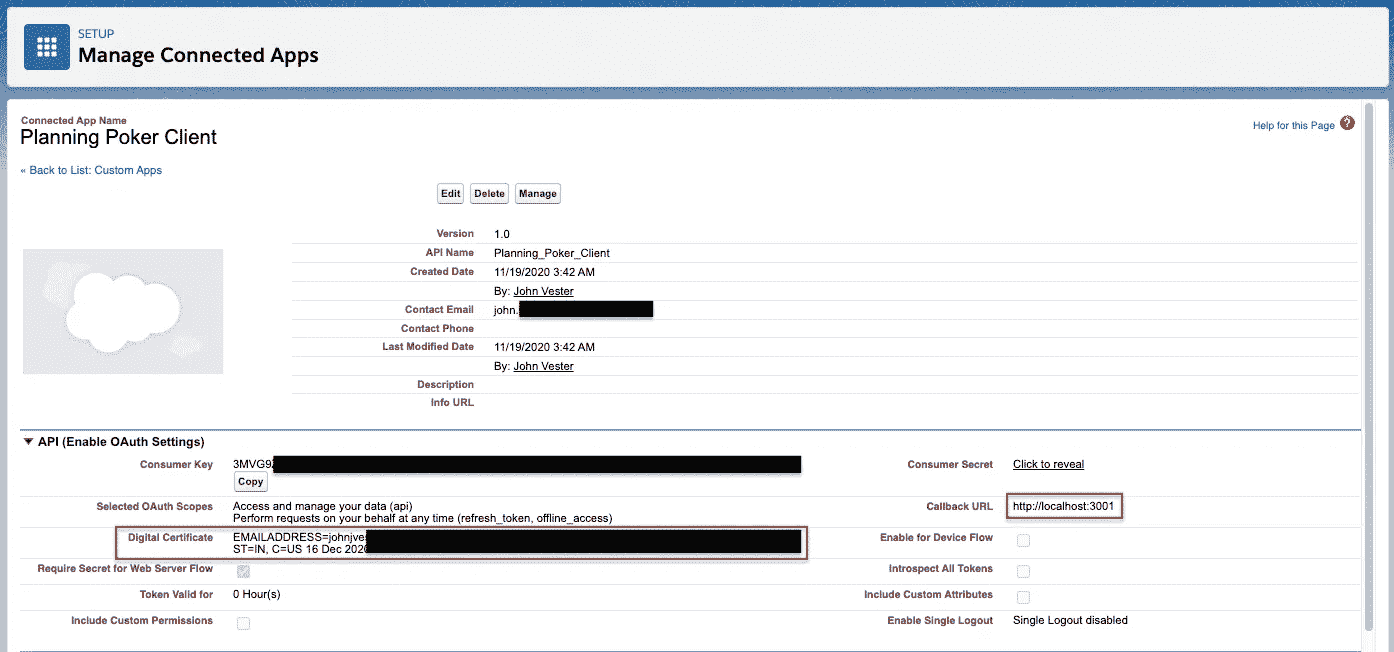 SETUP
Manage Connected Apps
Connected App Name
Planning Poker Client
Help for this Page ?
« Back to List: Custom Apps
Edit Delete Manage
Version 1.0
API Name Planning_Poker_Client
Created Date 11/19/2020 3:42 AM
By: John Vester
Contact Email john.
Contact Phone
Last Modified Date 11/19/2020 3:42 AM
By: John Vester
Description
Info URL
API (Enable OAuth Settings)
Consumer Key 3MVG92 Consumer Secret Click to reveal
Copy
Selected OAuth Scopes Access and manage your data (api) Callback URL http://localhost:3001
Perform requests on your behalf at any time (refresh_token, offline_access)
Digital Certificate EMAILADDRESS=johnjves Enable for Device Flow
ST=IN, C=US 16 Dec 2020
Require Secret for Web Server Flow Introspect All Tokens
Token Valid for 0 Hour(s) Include Custom Attributes
Include Custom Permissions Enable Single Logout Single Logout disabled